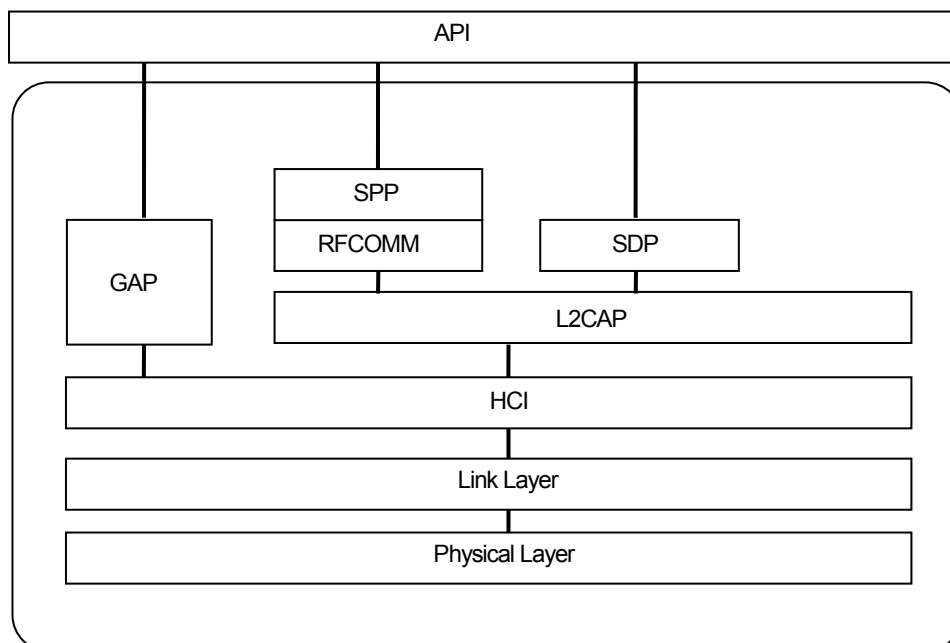 API
SPP
RFCOMM
SDP
GAP
L2CAP
HCI
Link Layer
Physical Layer